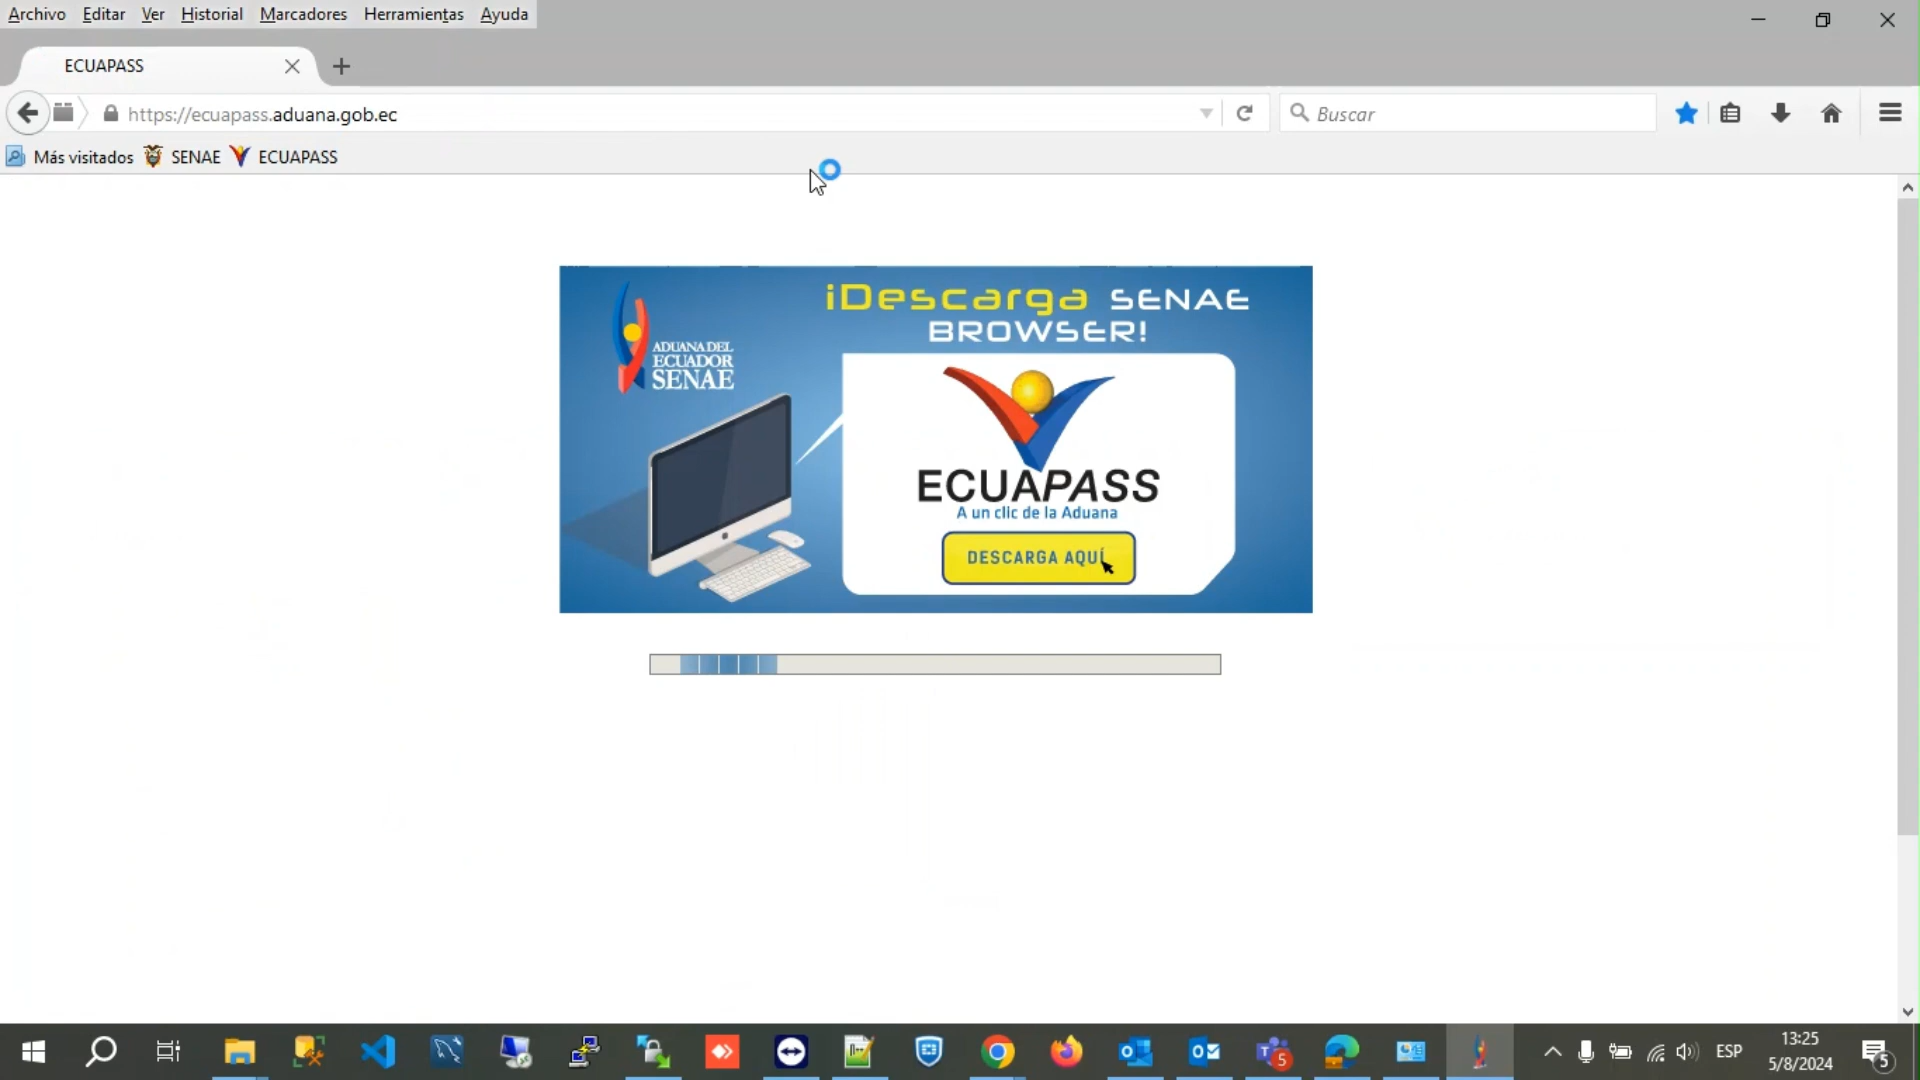 Archivo Editar Ver Historial Marcadores Herramientas Ayuda
ECUAPASS
https://ecuapass.aduana.gob.ec
Buscar
Más visitados SENAE ECUAPASS
¡Descarga SENAE
BROWSER!
ADUANA DEL
ECUADOR
SENAE
ECUAPASS
A un clic de la Aduana
DESCARGA AQUÍ
5
ESP
13:25
5/8/2024
5